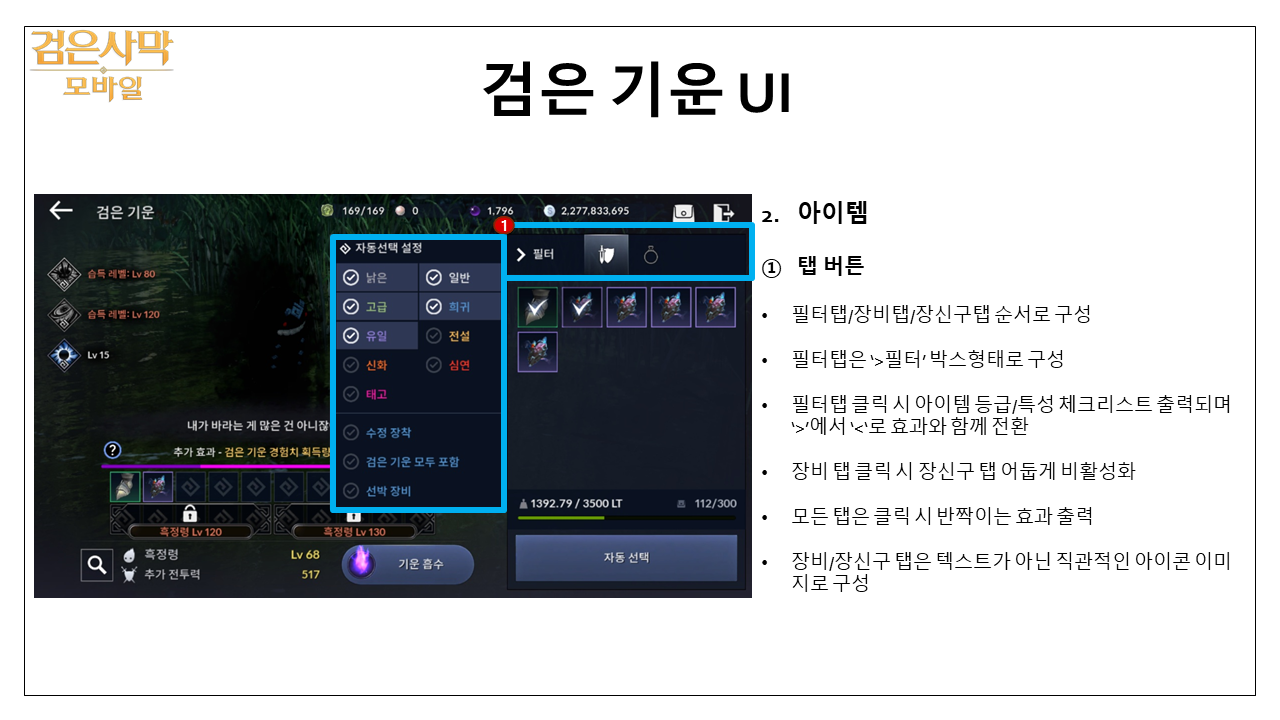 검은사막
모바일
검은 기운 UI
검은 기운
169/169
0
1,796
2,277,833,695
1
습득 레벨: Lv 80
습득 레벨: Lv 120
Lv 15
자동선택 설정
낡은
일반
고급
희귀
유일
전설
신화
심연
태고
수정 장착
검은 기운 모두 포함
선박 장비
필터
내가 바라는 게 많은 건 아니잖
? 추가 효과 - 검은 기운 경험치 획득량
흑정령 Lv 120
흑정령 Lv 130
흑정령
Lv 68
추가 전투력
517
기운 흡수
1392.79 / 3500 LT
112/300
자동 선택
2. 아이템
① 탭 버튼
• 필터탭/장비탭/장신구탭 순서로 구성
• 필터탭은 '>필터' 박스형태로 구성
• 필터탭 클릭 시 아이템 등급/특성 체크리스트 출력되며
'>'에서 '<'로 효과와 함께 전환
• 장비 탭 클릭 시 장신구 탭 어둡게 비활성화
• 모든 탭은 클릭 시 반짝이는 효과 출력
• 장비/장신구 탭은 텍스트가 아닌 직관적인 아이콘 이미
지로 구성